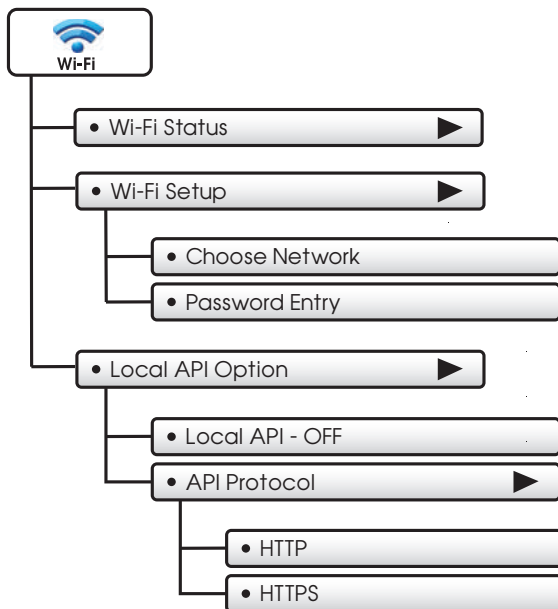 Wi-Fi
• Wi-Fi Status
• Wi-Fi Setup
• Choose Network
• Password Entry
• Local API Option
• Local API - OFF
• API Protocol
• HTTP
• HTTPS